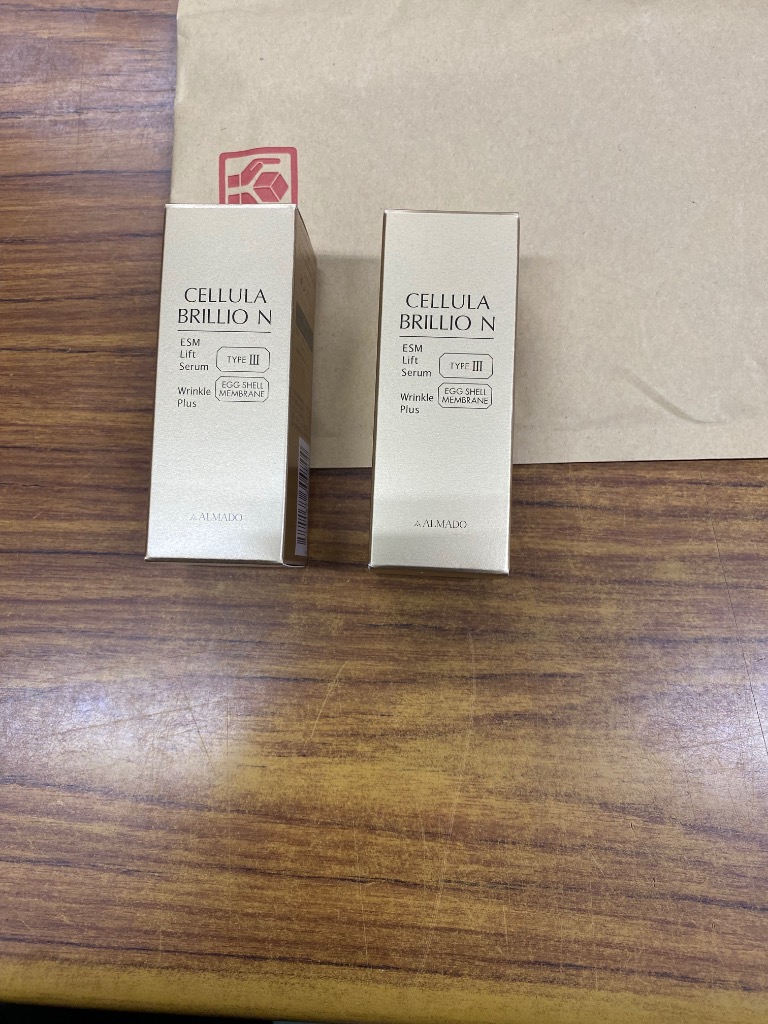 CELLULA
BRILLIO N
ESM
Lift
Serum
TYPE III
Wrinkle
Plus
EGG SHELL
MEMBRANE
ALMADO
CELLULA
BRILLIO N
ESM
Lift
Serum
TYPE III
Wrinkle
Plus
EGG SHELL
MEMBRANE
ALMADO